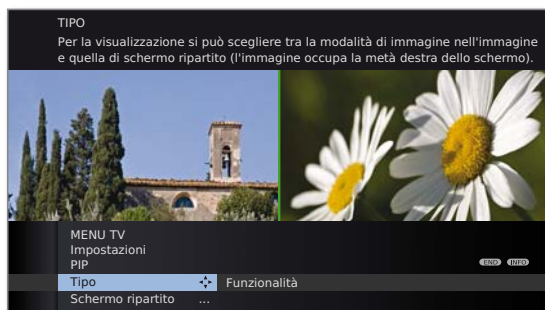 TIPO
Per la visualizzazione si può scegliere tra la modalità di immagine nell'immagine
e quella di schermo ripartito (l'immagine occupa la metà destra dello schermo).
MENU TV
Impostazioni
PIP
END INFO
Tipo Funzionalità
Schermo ripartito ...